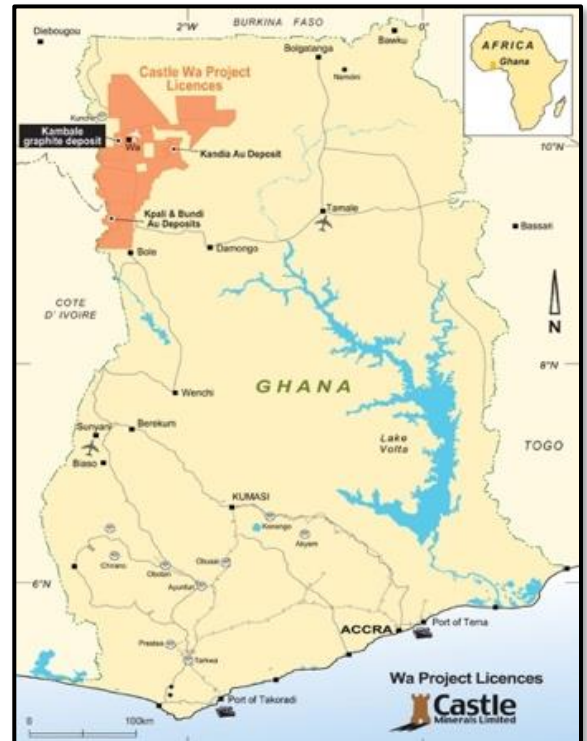 2°W
BURKINA FASO
0°
Diebougou
Bawku
Bolgatanga
Namdini
AFRICA
Ghana
Castle Wa Project
Licences
Kambale
graphite deposit
Wa
Kandia Au Deposit
10°N
Kpali & Bundi
Au Deposits
Tamale
Bassari
Damongo
Bole
COTE
D' IVOIRE
N
8°N
GHANA
Wenchi
Sunyani
Berekum
Lake
Volta
TOGO
Biaso
KUMASI
Konongo
Akyem
Chirano
Obotan
Obuasi
6°N
Ayanfuri
ACCRA
Port of Tema
Prestea
Tarkwa
Wa Project Licences
Port of Takoradi
Castle
Minerals Limited
0
100km